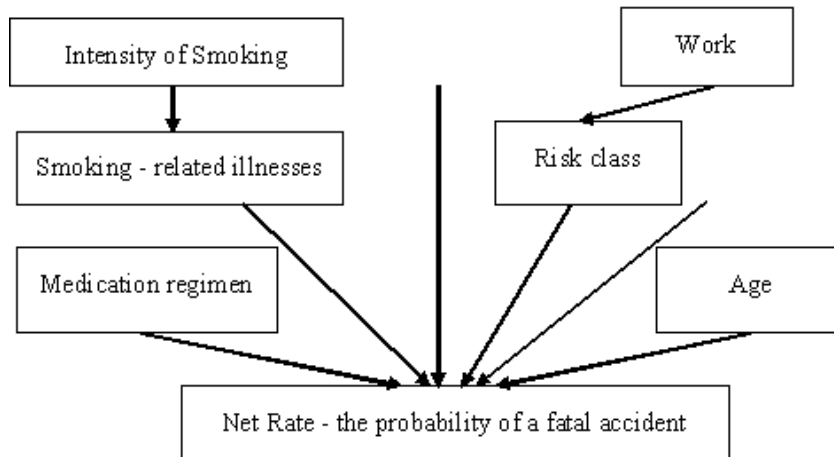 Intensity of Smoking
Work
Smoking - related illnesses
Risk class
Medication regimen
Age
Net Rate - the probability of a fatal accident